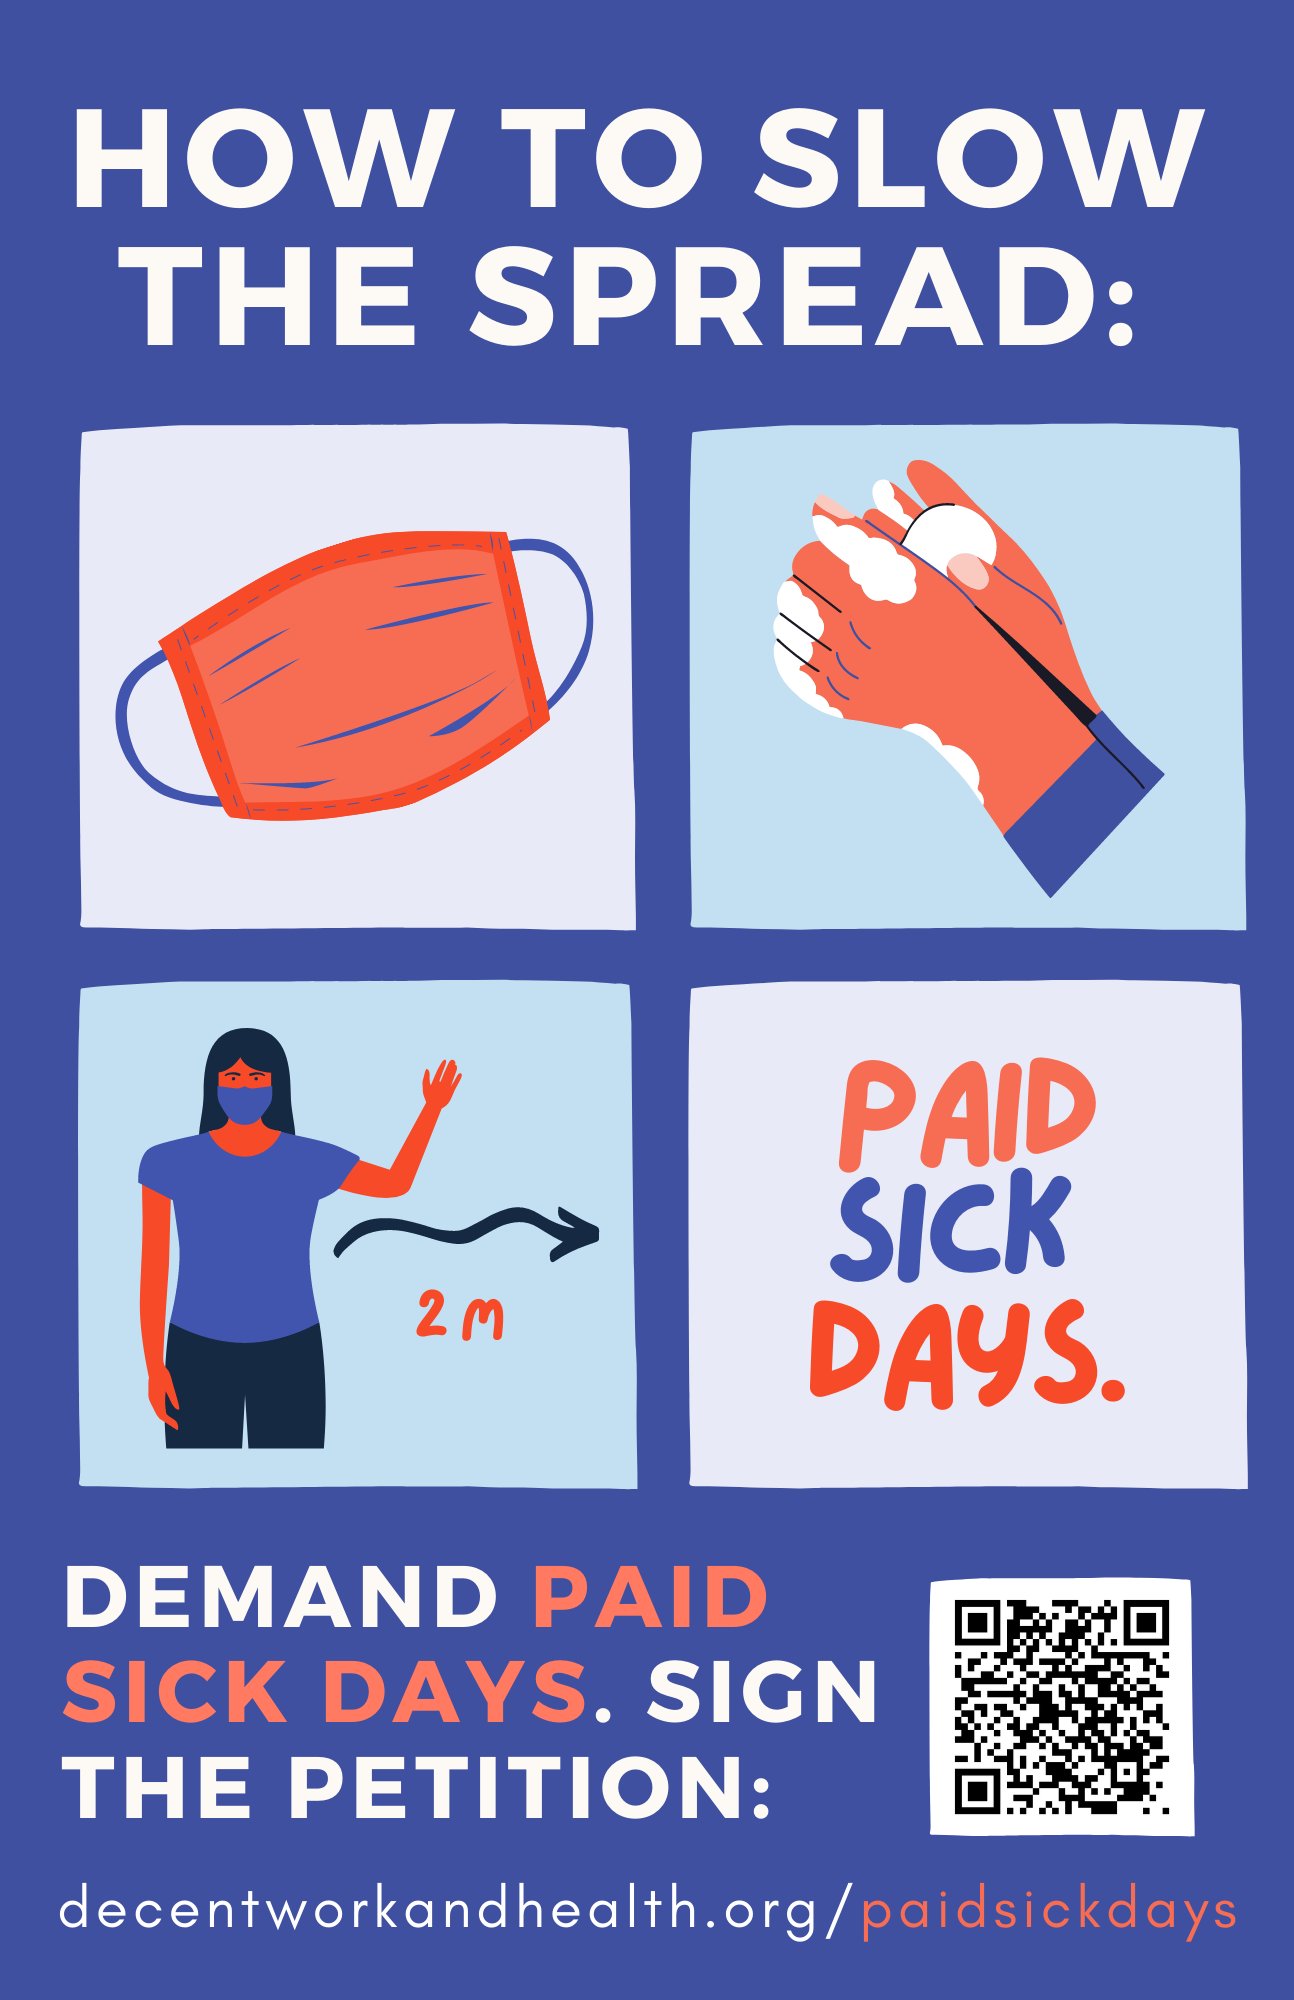 HOW TO SLOW
THE SPREAD:
2 M
PAID
SICK
DAYS.
DEMAND PAID
SICK DAYS. SIGN
THE PETITION:
decentworkandhealth.org/paidsickdays